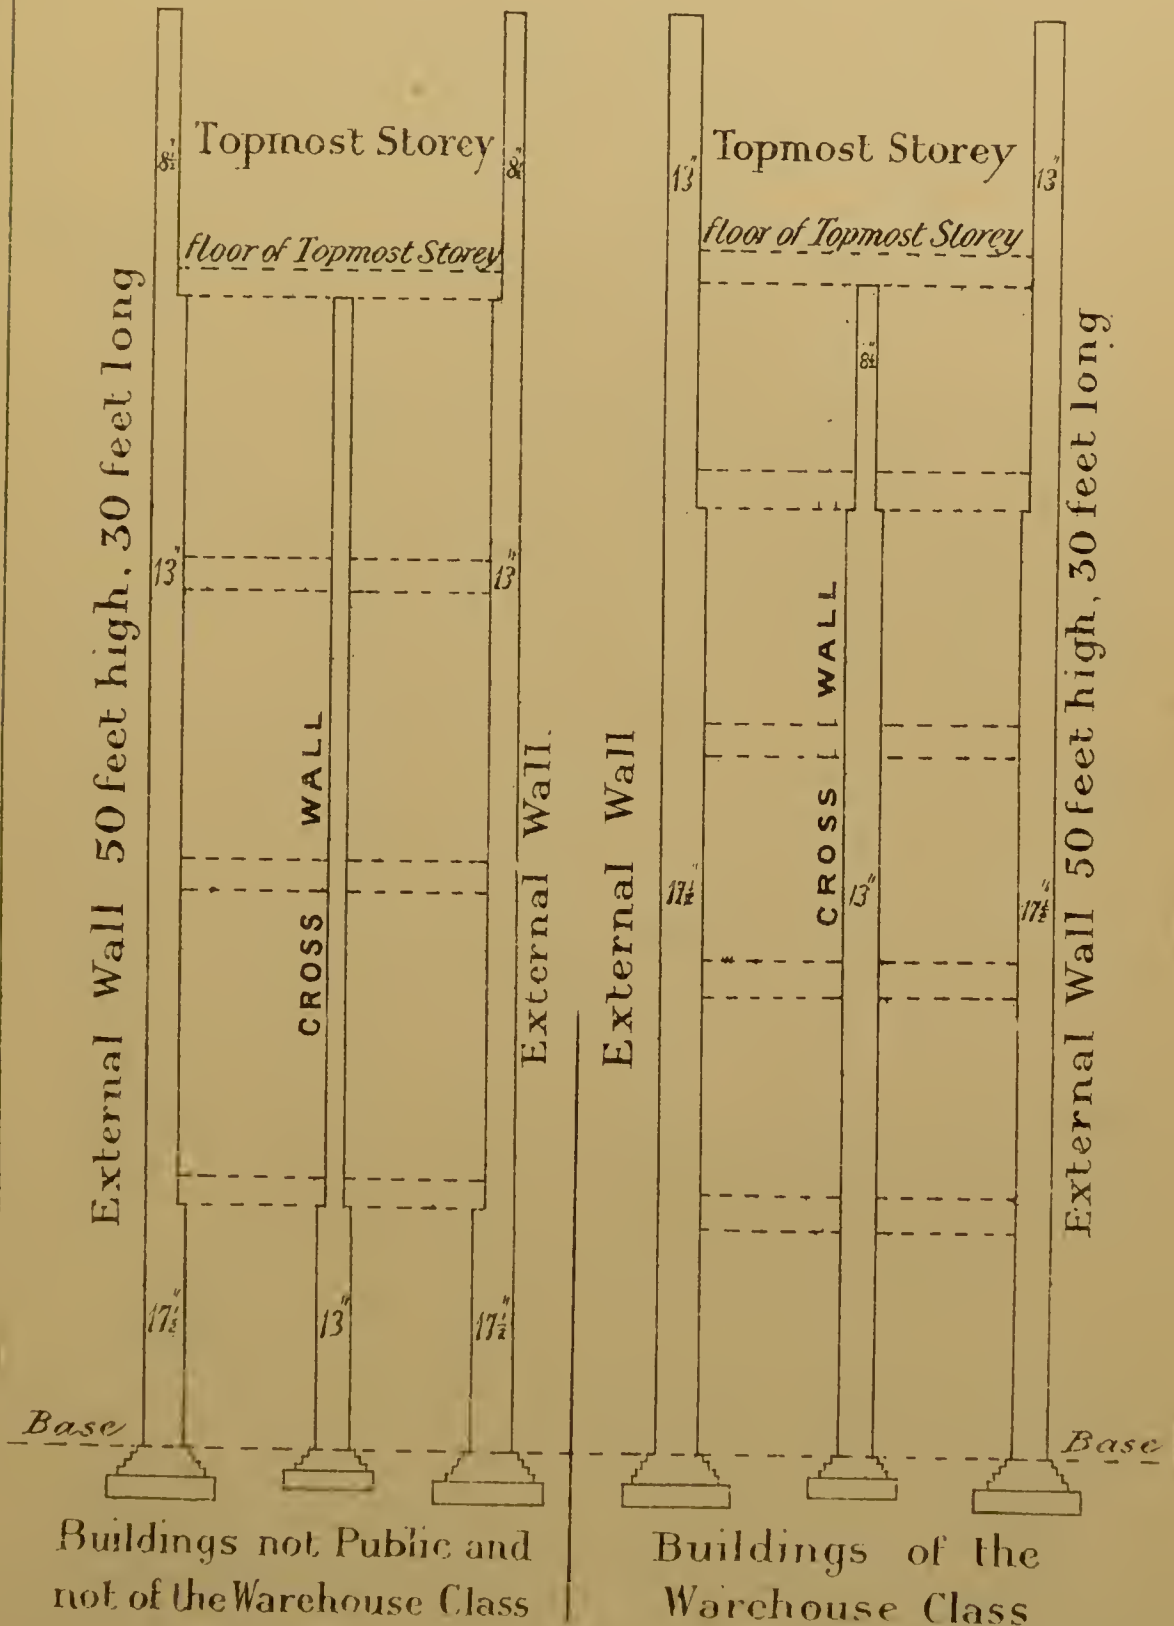 Topmost Storey
8½"
8½"
floor of Topmost Storey
External Wall 50 feet high, 30 feet long
13"
13"
CROSS WALL
External Wall.
17½"
13"
17½"
Base
Buildings not Public and
not of the Warehouse Class
Topmost Storey
13"
13"
floor of Topmost Storey
8½"
External Wall
CROSS WALL
External Wall 50 feet high, 30 feet long
17½"
13"
17½"
Base
Buildings of the
Warehouse Class